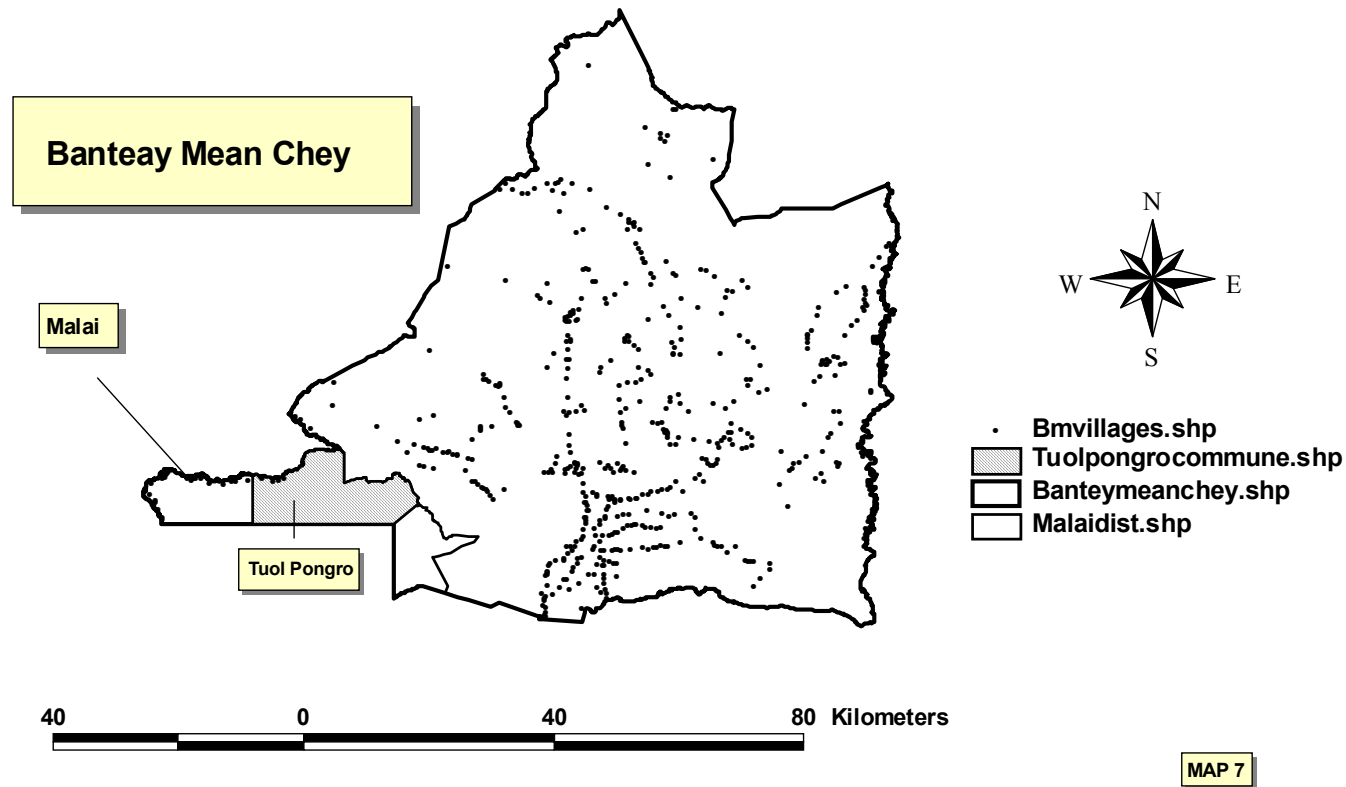 Banteay Mean Chey
N
W E
S
Malai
Bmvillages.shp
Tuolpongrocommune.shp
Banteymeanchey.shp
Malaidist.shp
Tuol Pongro
40 0 40 80 Kilometers
MAP 7